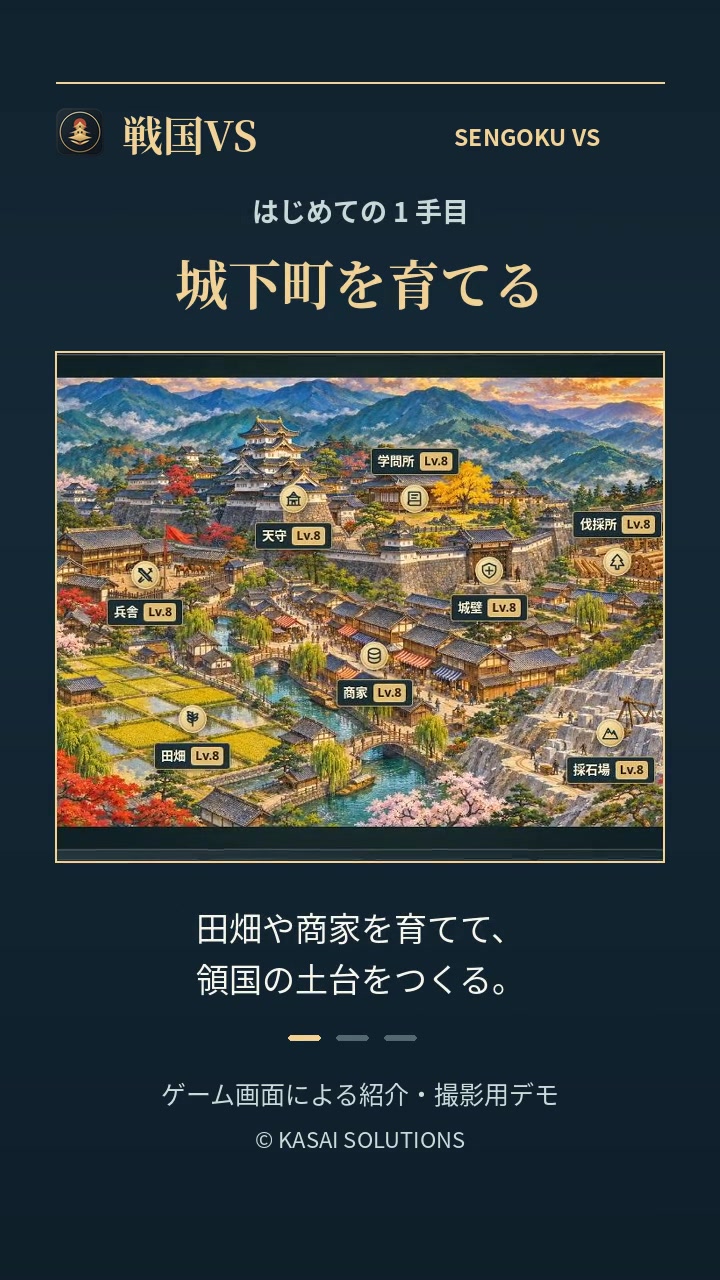 戦国VS
SENGOKU VS
はじめての1手目
城下町を育てる
学問所 Lv.8
天守 Lv.8
伐採所 Lv.8
兵舎 Lv.8
城壁 Lv.8
商家 Lv.8
田畑 Lv.8
採石場 Lv.8
田畑や商家を育てて、
領国の土台をつくる。
ゲーム画面による紹介・撮影用デモ
© KASAI SOLUTIONS